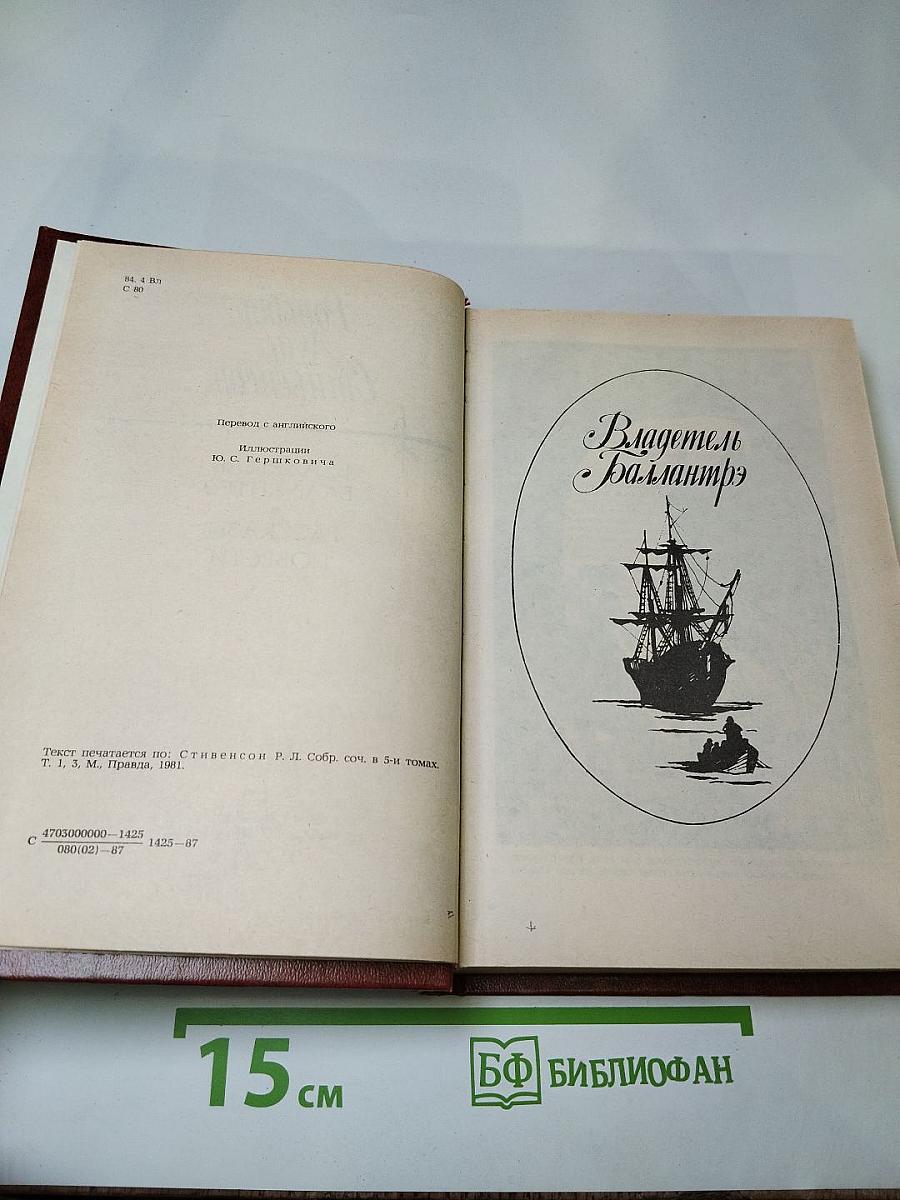 84. 4 Вл
С 80
Перевод с английского
Иллюстрации
Ю. С. Гершковича
Текст печатается по: Стивенсон Р. Л. Собр. соч. в 5-и томах.
Т. 1, 3, М., Правда, 1981.
С 4703000000—1425
080(02)—87 1425—87
Владетель
Баллантрэ
15 см
БФ БИБЛИОФАН